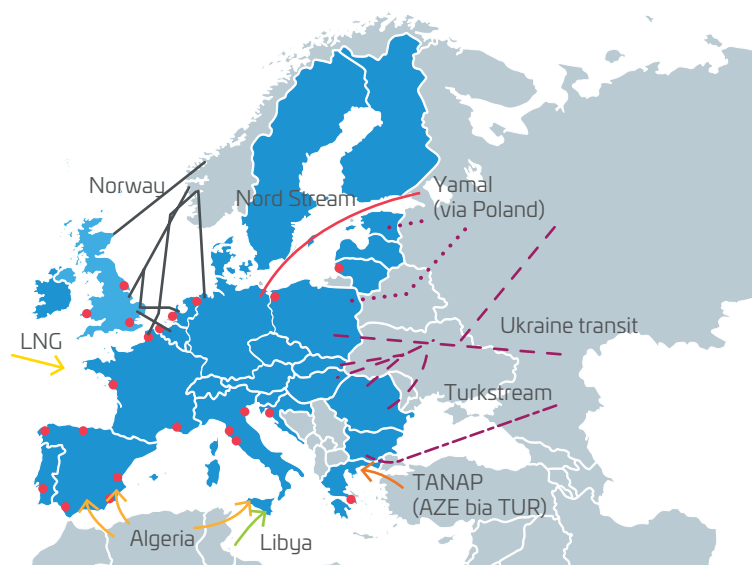 Norway
Nord Stream
Yamal
(via Poland)
LNG
Ukraine transit
Turkstream
TANAP
(AZE bia TUR)
Algeria
Libya